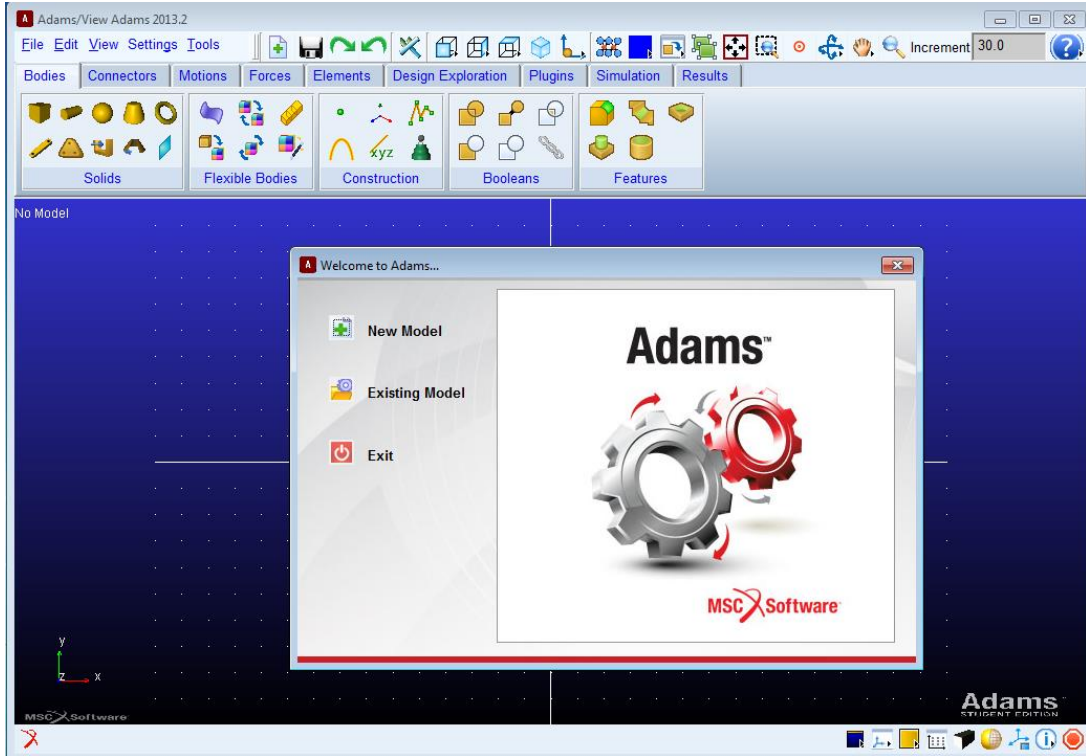 Adams/View Adams 2013.2
File Edit View Settings Tools
Increment 30.0
Bodies Connectors Motions Forces Elements Design Exploration Plugins Simulation Results
xyz
Solids Flexible Bodies Construction Booleans Features
No Model
Welcome to Adams...
New Model
Existing Model
Exit
Adams™
MSC Software
y
z x
MSC Software
Adams
STUDENT EDITION